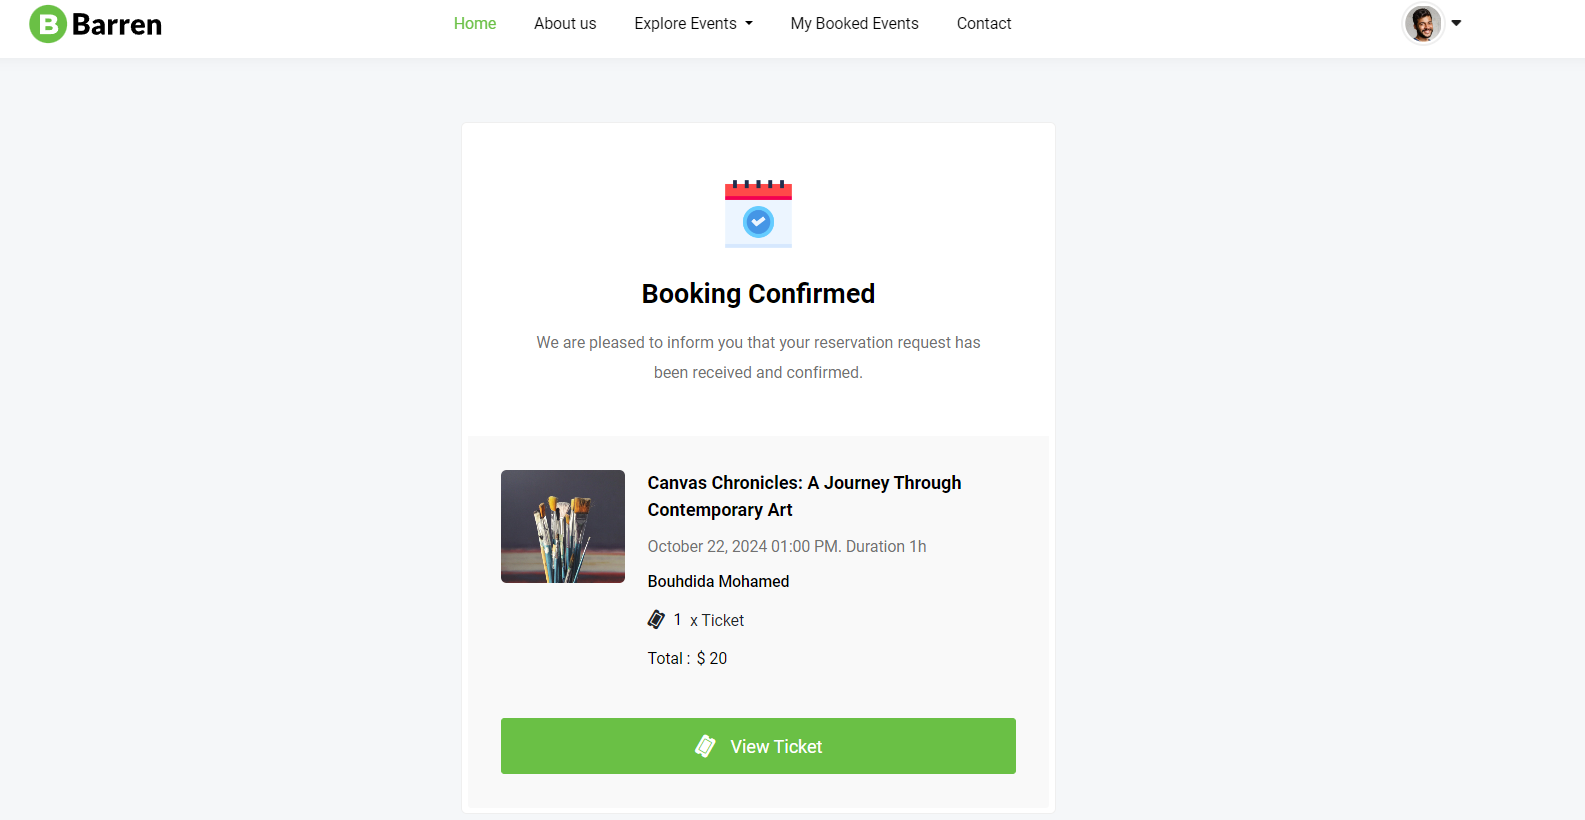 B Barren
Home
About us
Explore Events
My Booked Events
Contact
Booking Confirmed
We are pleased to inform you that your reservation request has
been received and confirmed.
Canvas Chronicles: A Journey Through
Contemporary Art
October 22, 2024 01:00 PM. Duration 1h
Bouhdida Mohamed
1 x Ticket
Total : $ 20
View Ticket